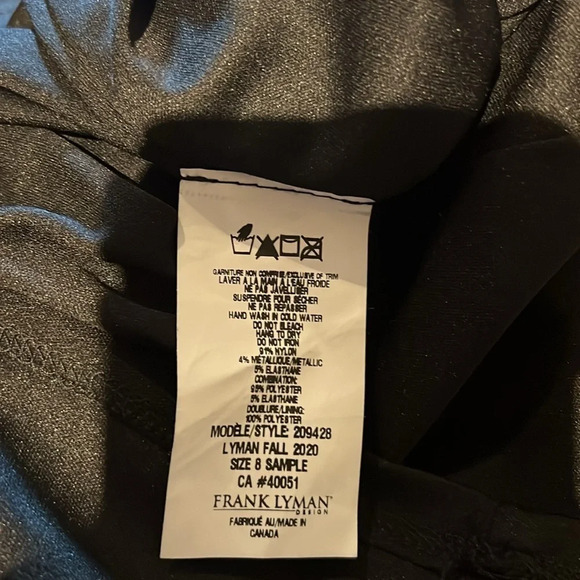 GARNITURE NON COMPRISE/EXCLUSIVE OF TRIM
LAVER A LA MAIN A L'EAU FROIDE
NE PAS JAVELLISER
SUSPENDRE POUR SÉCHER
NE PAS REPASSER
HAND WASH IN COLD WATER
DO NOT BLEACH
HANG TO DRY
DO NOT IRON
91% NYLON
4% METALLIQUE/METALLIC
5% ELASTHANE
COMBINATION:
95% POLYESTER
5% ELASTHANE
DOUBLURE/LINING:
100% POLYESTER
MODÈLE/STYLE: 209428
LYMAN FALL 2020
SIZE 8 SAMPLE
CA #40051
FRANK LYMAN™
DESIGN
FABRIQUÉ AU/MADE IN
CANADA